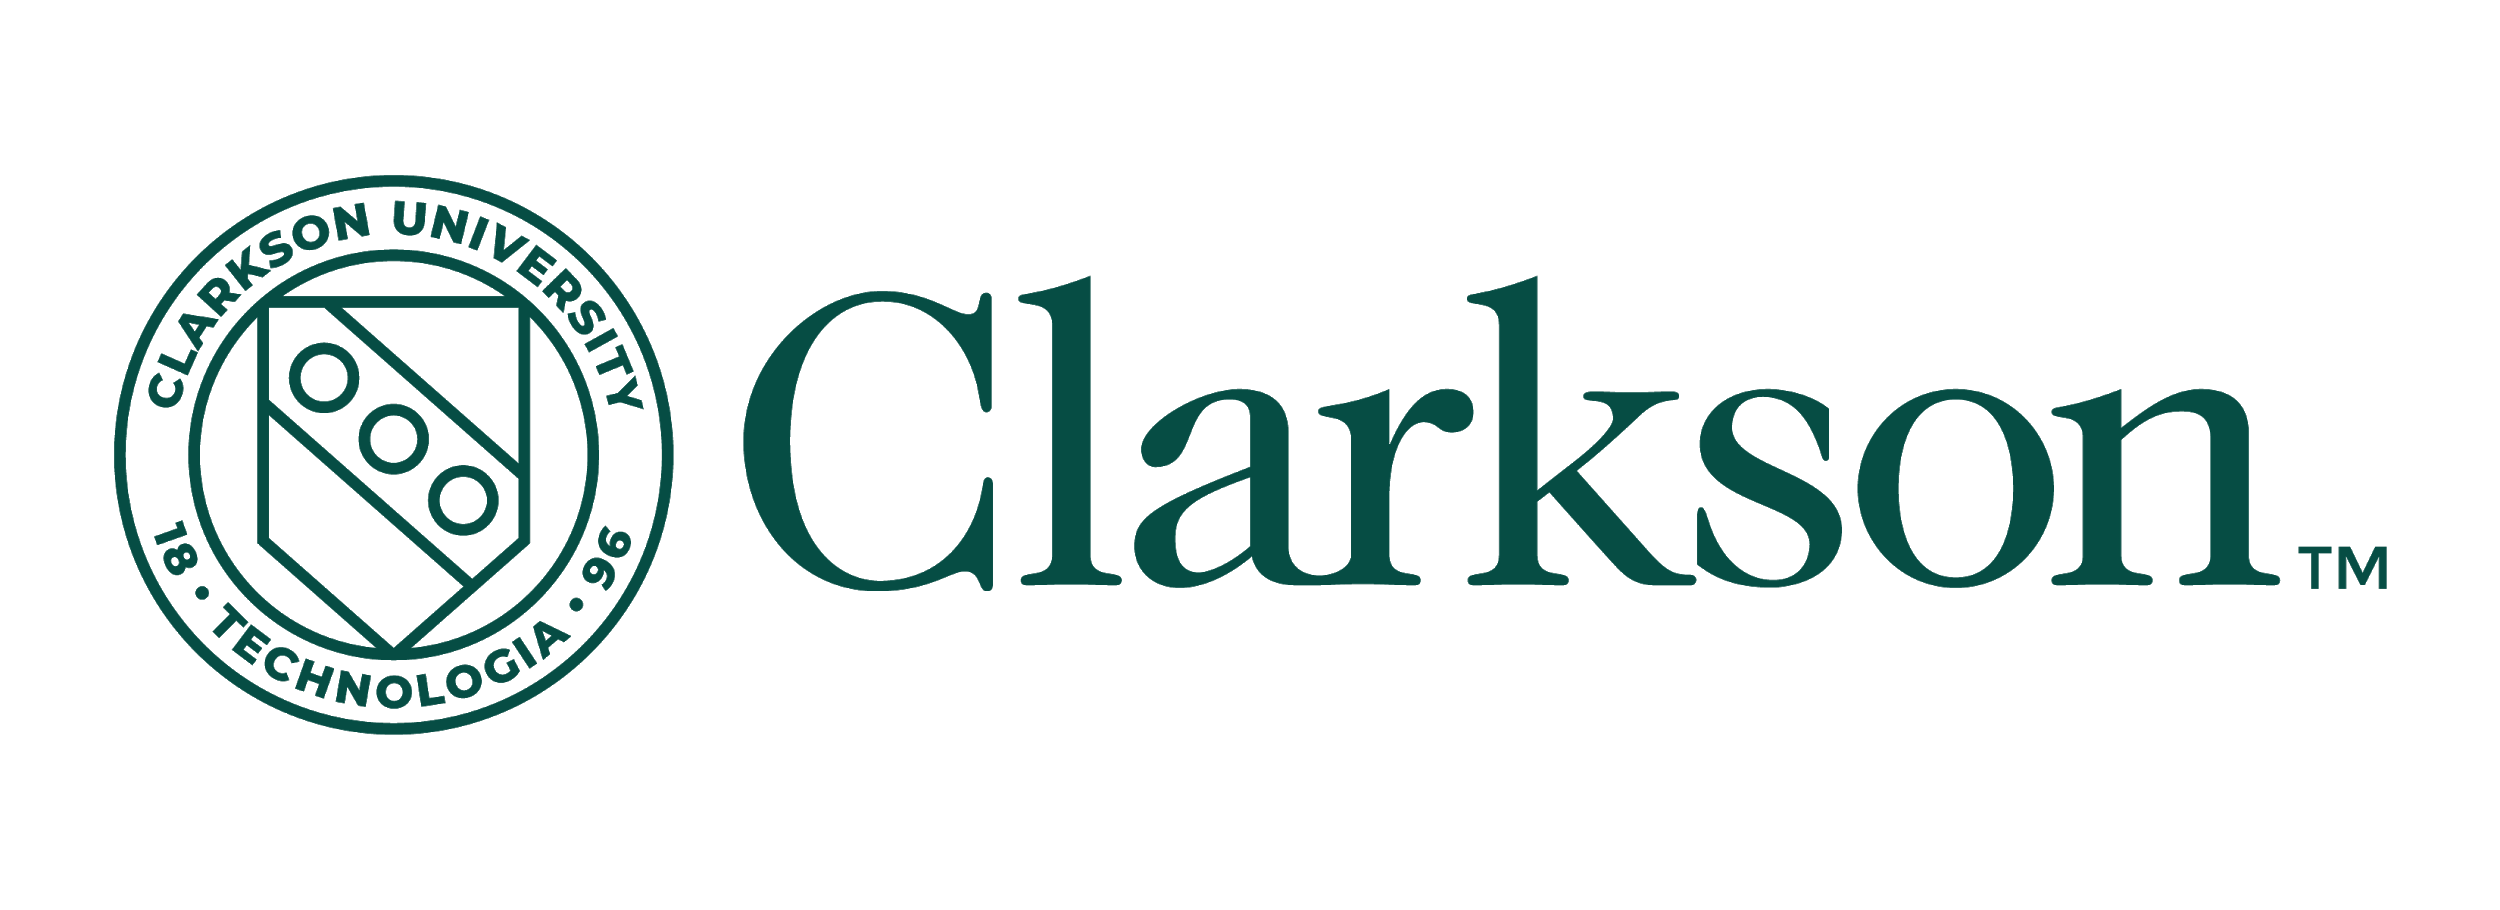 CLARKSON UNIVERSITY
18 • TECHNOLOGIA • 96
Clarkson™